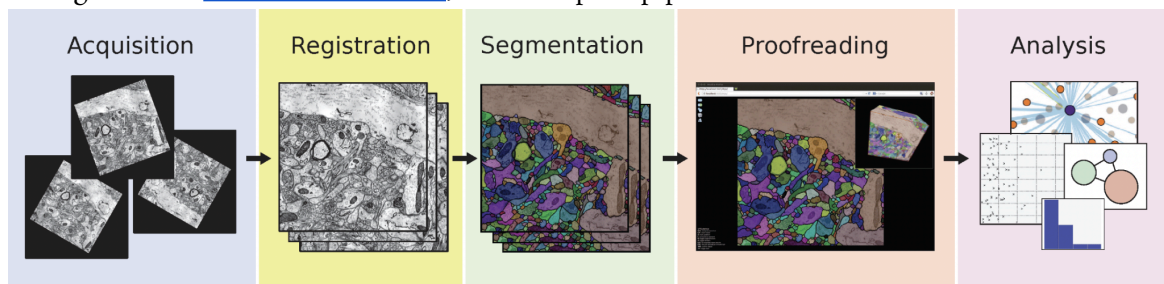 Acquisition
Registration
Segmentation
Proofreading
Analysis